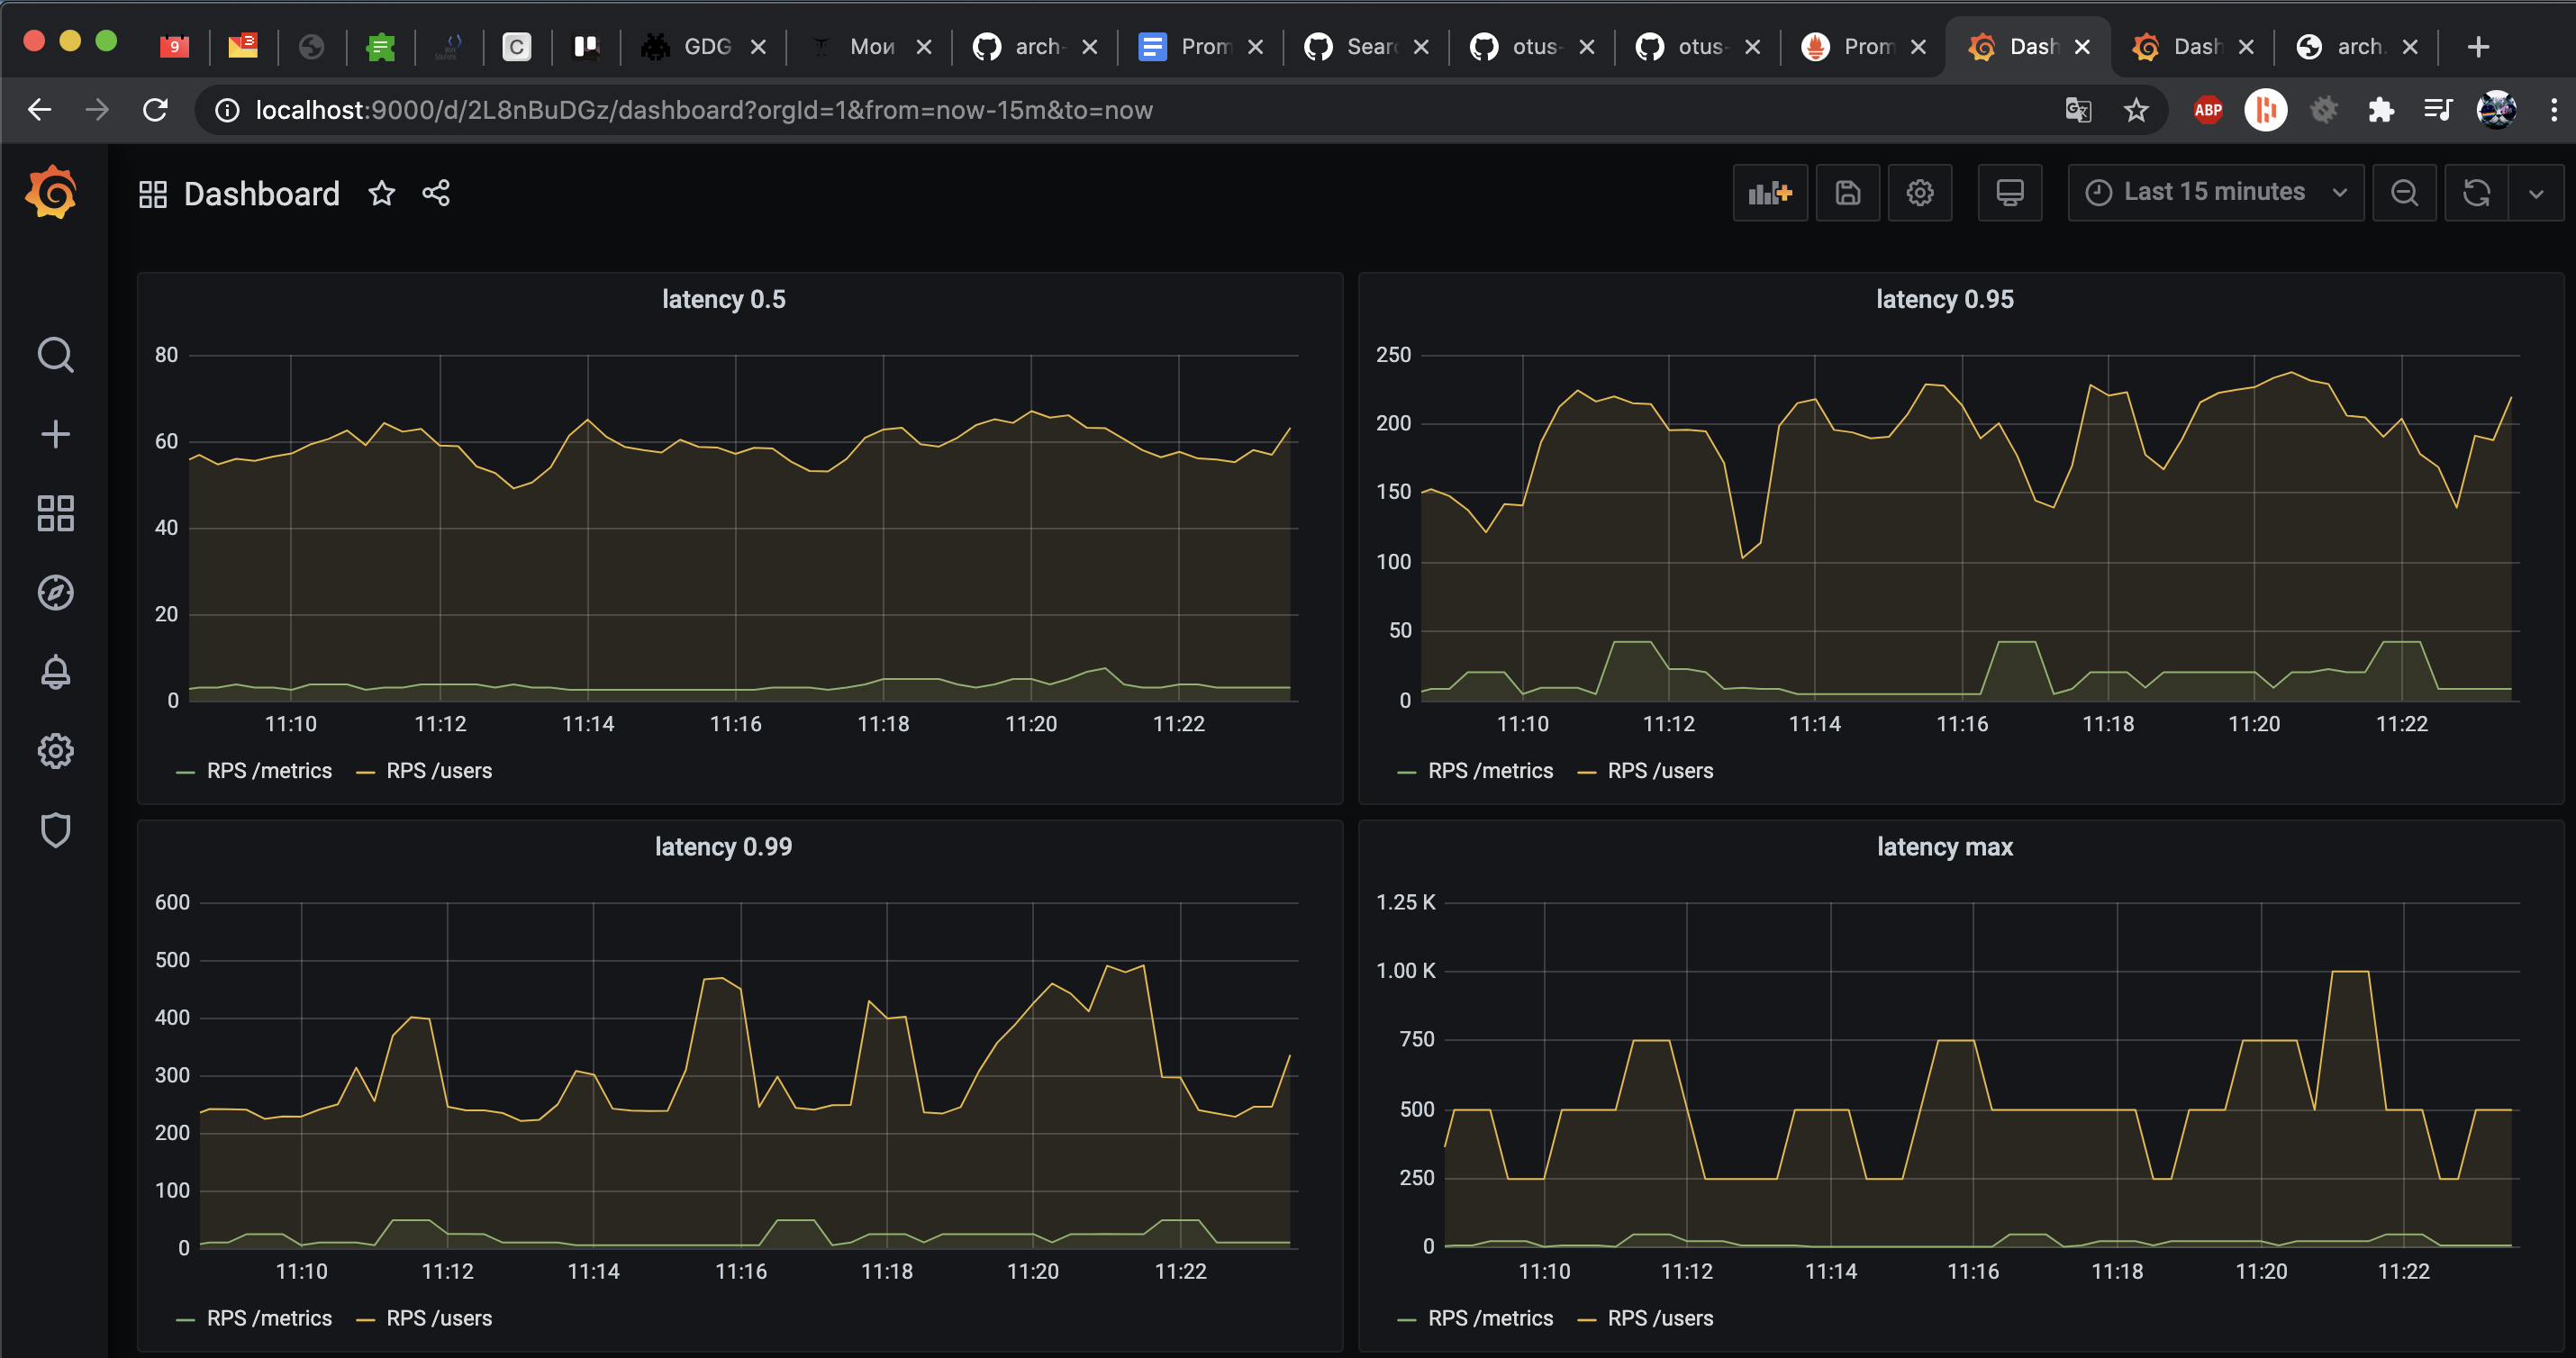 9 3 C GDG Мои arch- Prom Sear otus- otus- Prom Dash Dash arch.
localhost:9000/d/2L8nBuDGz/dashboard?orgId=1&from=now-15m&to=now ABP
Dashboard Last 15 minutes
latency 0.5
80
60
40
20
0
11:10 11:12 11:14 11:16 11:18 11:20 11:22
RPS /metrics RPS /users
latency 0.95
250
200
150
100
50
0
11:10 11:12 11:14 11:16 11:18 11:20 11:22
RPS /metrics RPS /users
latency 0.99
600
500
400
300
200
100
0
11:10 11:12 11:14 11:16 11:18 11:20 11:22
RPS /metrics RPS /users
latency max
1.25 K
1.00 K
750
500
250
0
11:10 11:12 11:14 11:16 11:18 11:20 11:22
RPS /metrics RPS /users